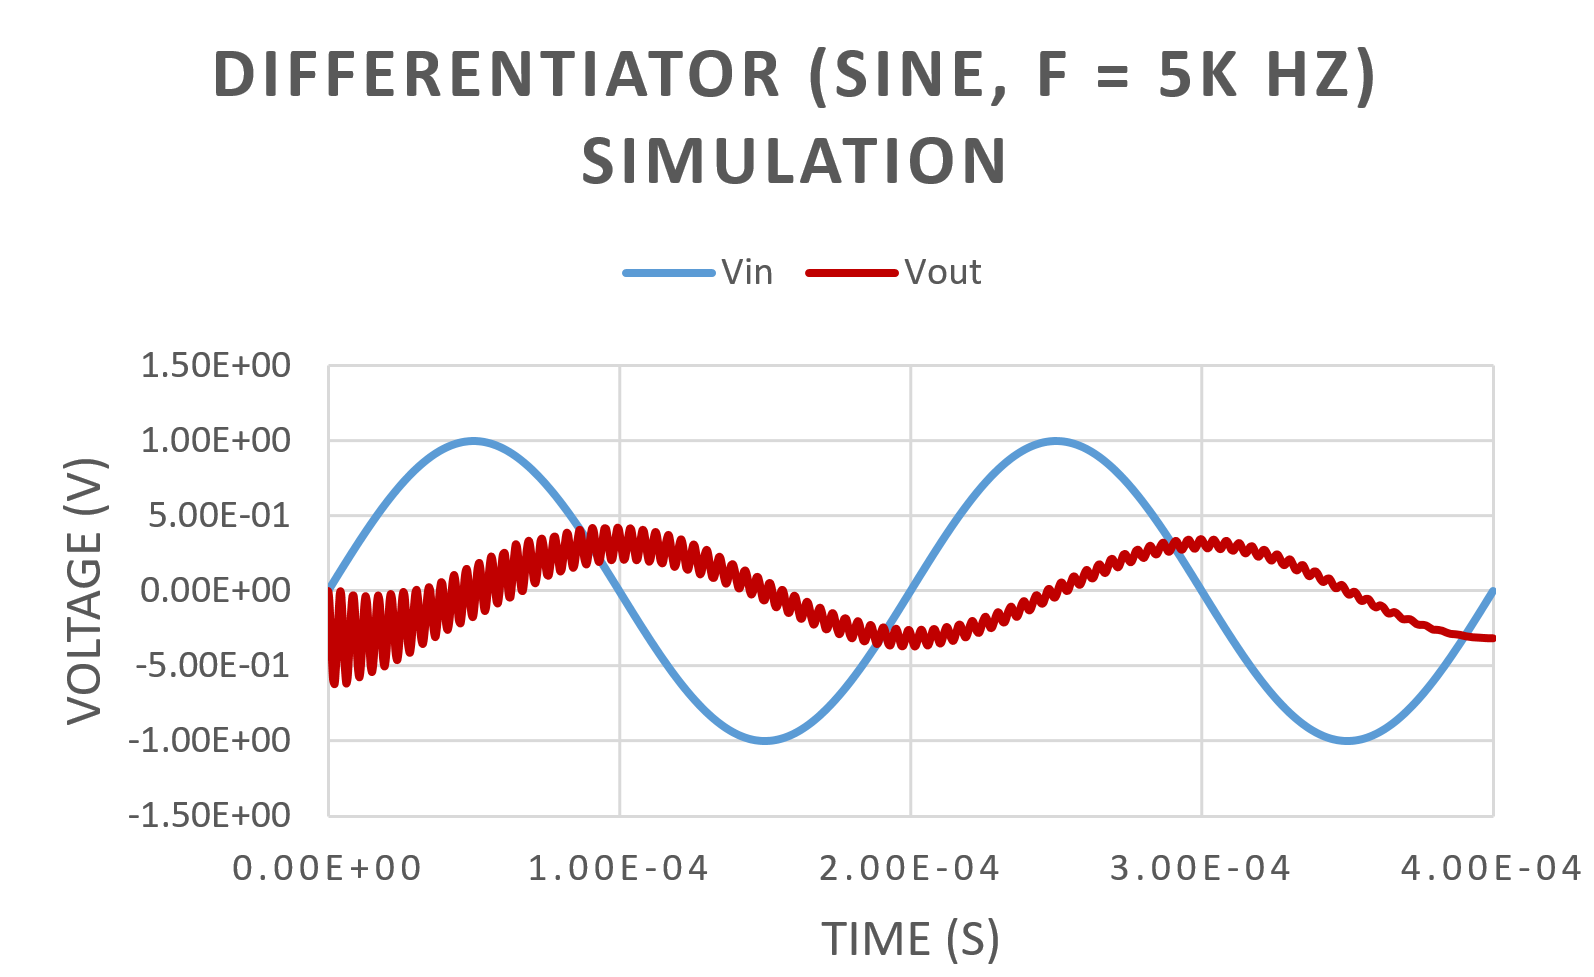 DIFFERENTIATOR (SINE, F = 5K HZ)
SIMULATION
Vin Vout
VOLTAGE (V)
1.50E+00
1.00E+00
5.00E-01
0.00E+00
-5.00E-01
-1.00E+00
-1.50E+00
0.00E+00 1.00E-04 2.00E-04 3.00E-04 4.00E-04
TIME (S)